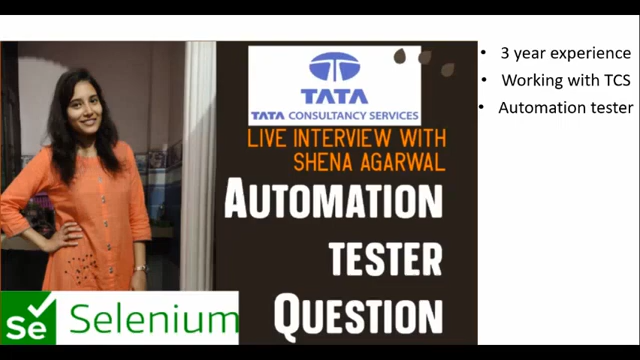 TATA
TATA CONSULTANCY SERVICES
LIVE INTERVIEW WITH
SHENA AGARWAL
AUTOMATION
TESTER
QUESTION
Se Selenium
• 3 year experience
• Working with TCS
• Automation tester